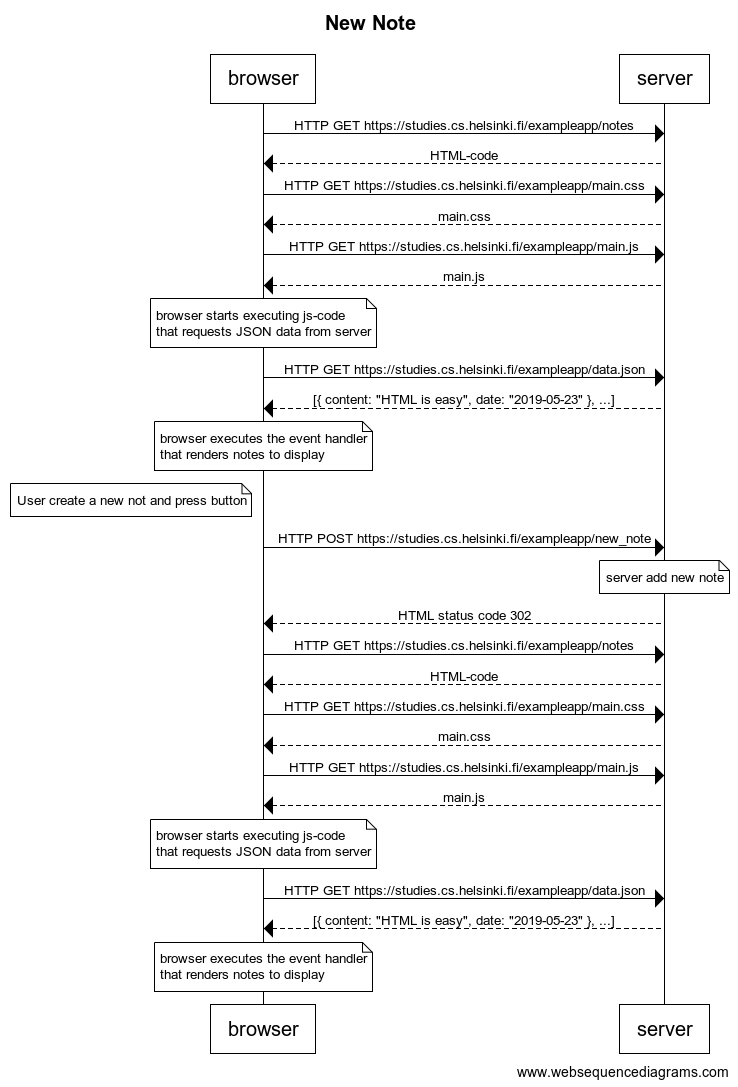 New Note
browser
server
HTTP GET https://studies.cs.helsinki.fi/exampleapp/notes
HTML-code
HTTP GET https://studies.cs.helsinki.fi/exampleapp/main.css
main.css
HTTP GET https://studies.cs.helsinki.fi/exampleapp/main.js
main.js
browser starts executing js-code
that requests JSON data from server
HTTP GET https://studies.cs.helsinki.fi/exampleapp/data.json
[{ content: "HTML is easy", date: "2019-05-23" }, ...]
browser executes the event handler
that renders notes to display
User create a new not and press button
HTTP POST https://studies.cs.helsinki.fi/exampleapp/new_note
server add new note
HTML status code 302
HTTP GET https://studies.cs.helsinki.fi/exampleapp/notes
HTML-code
HTTP GET https://studies.cs.helsinki.fi/exampleapp/main.css
main.css
HTTP GET https://studies.cs.helsinki.fi/exampleapp/main.js
main.js
browser starts executing js-code
that requests JSON data from server
HTTP GET https://studies.cs.helsinki.fi/exampleapp/data.json
[{ content: "HTML is easy", date: "2019-05-23" }, ...]
browser executes the event handler
that renders notes to display
browser
server
www.websequencediagrams.com